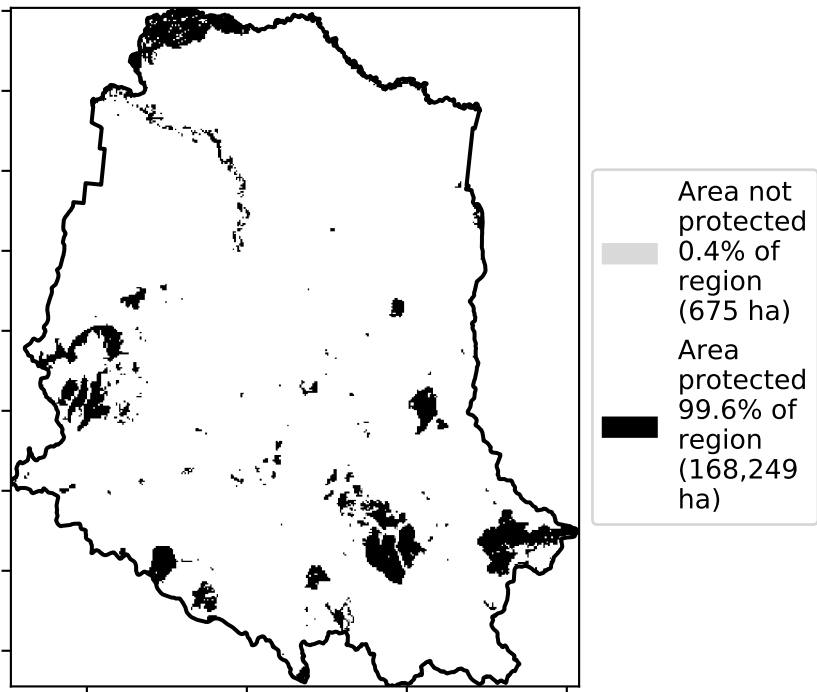 Area not
protected
0.4% of
region
(675 ha)
Area
protected
99.6% of
region
(168,249
ha)